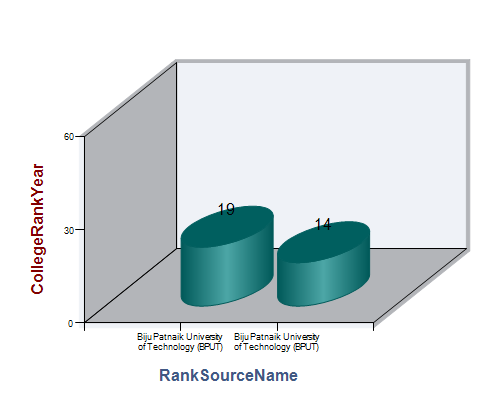 CollegeRankYear
60
30
0
19
14
Biju Patnaik University
of Technology (BPUT)
Biju Patnaik University
of Technology (BPUT)
RankSourceName